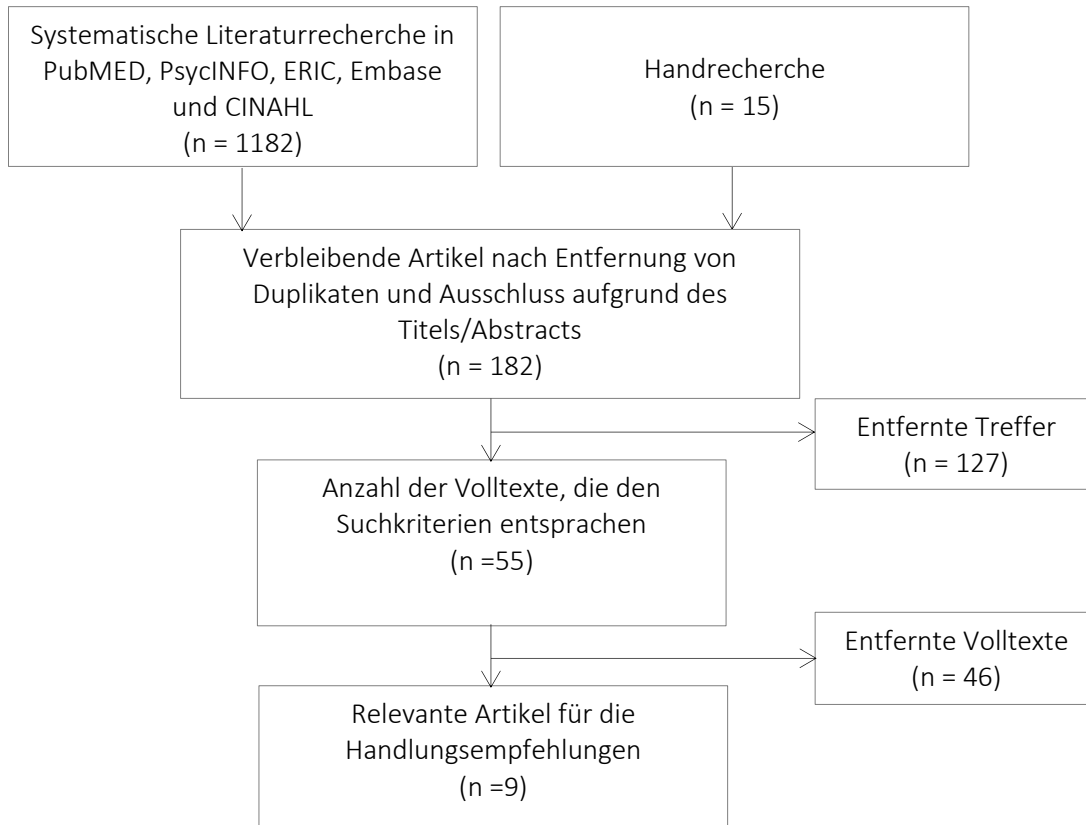 Systematische Literaturrecherche in
PubMED, PsycINFO, ERIC, Embase
und CINAHL
(n = 1182)
Handrecherche
(n = 15)
Verbleibende Artikel nach Entfernung von
Duplikaten und Ausschluss aufgrund des
Titels/Abstracts
(n = 182)
Entfernte Treffer
(n = 127)
Anzahl der Volltexte, die den
Suchkriterien entsprachen
(n =55)
Entfernte Volltexte
(n = 46)
Relevante Artikel für die
Handlungsempfehlungen
(n =9)